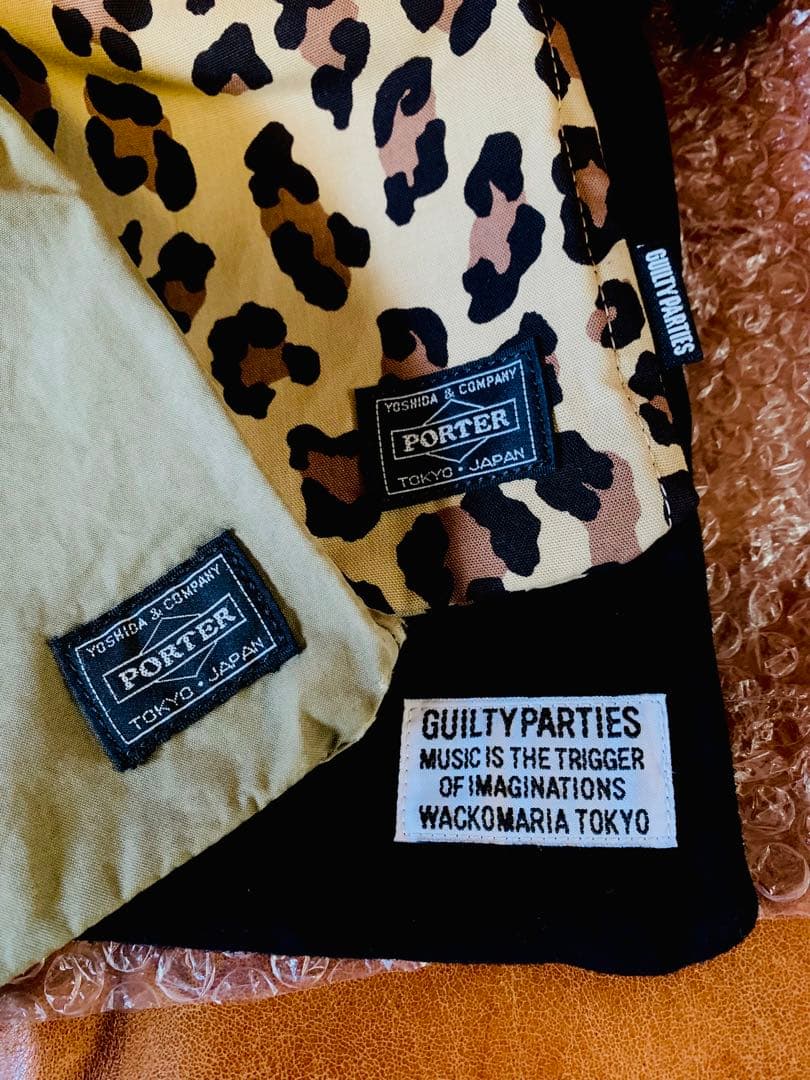 GUILTY PARTIES
YOSHIDA & COMPANY
PORTER
TOKYO・JAPAN
YOSHIDA & COMPANY
PORTER
TOKYO・JAPAN
GUILTY PARTIES
MUSIC IS THE TRIGGER
OF IMAGINATIONS
WACKOMARIA TOKYO